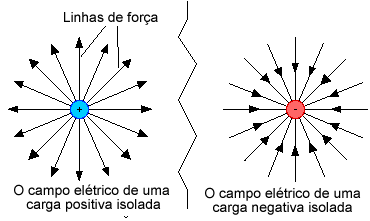 Linhas de força
+
-
O campo elétrico de uma
carga positiva isolada
O campo elétrico de uma
carga negativa isolada